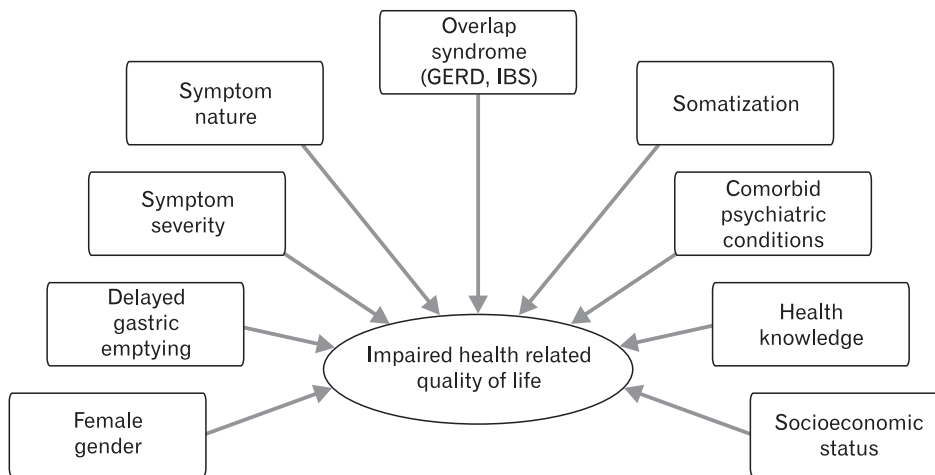 Overlap
syndrome
(GERD, IBS)
Symptom
nature
Somatization
Symptom
severity
Comorbid
psychiatric
conditions
Delayed
gastric
emptying
Health
knowledge
Impaired health related
quality of life
Female
gender
Socioeconomic
status